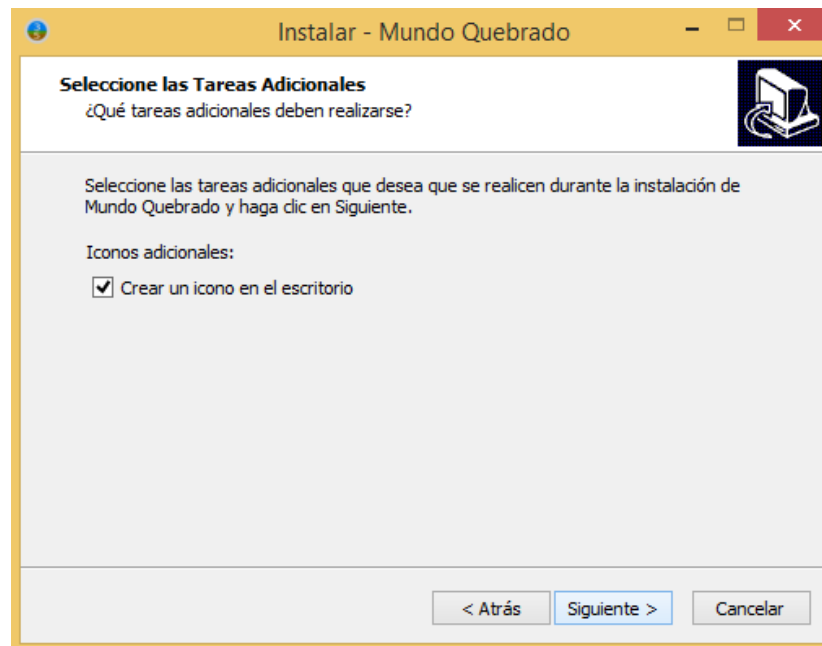 Instalar - Mundo Quebrado
Seleccione las Tareas Adicionales
¿Qué tareas adicionales deben realizarse?
Seleccione las tareas adicionales que desea que se realicen durante la instalación de
Mundo Quebrado y haga clic en Siguiente.
Iconos adicionales:
Crear un icono en el escritorio
< Atrás
Siguiente >
Cancelar